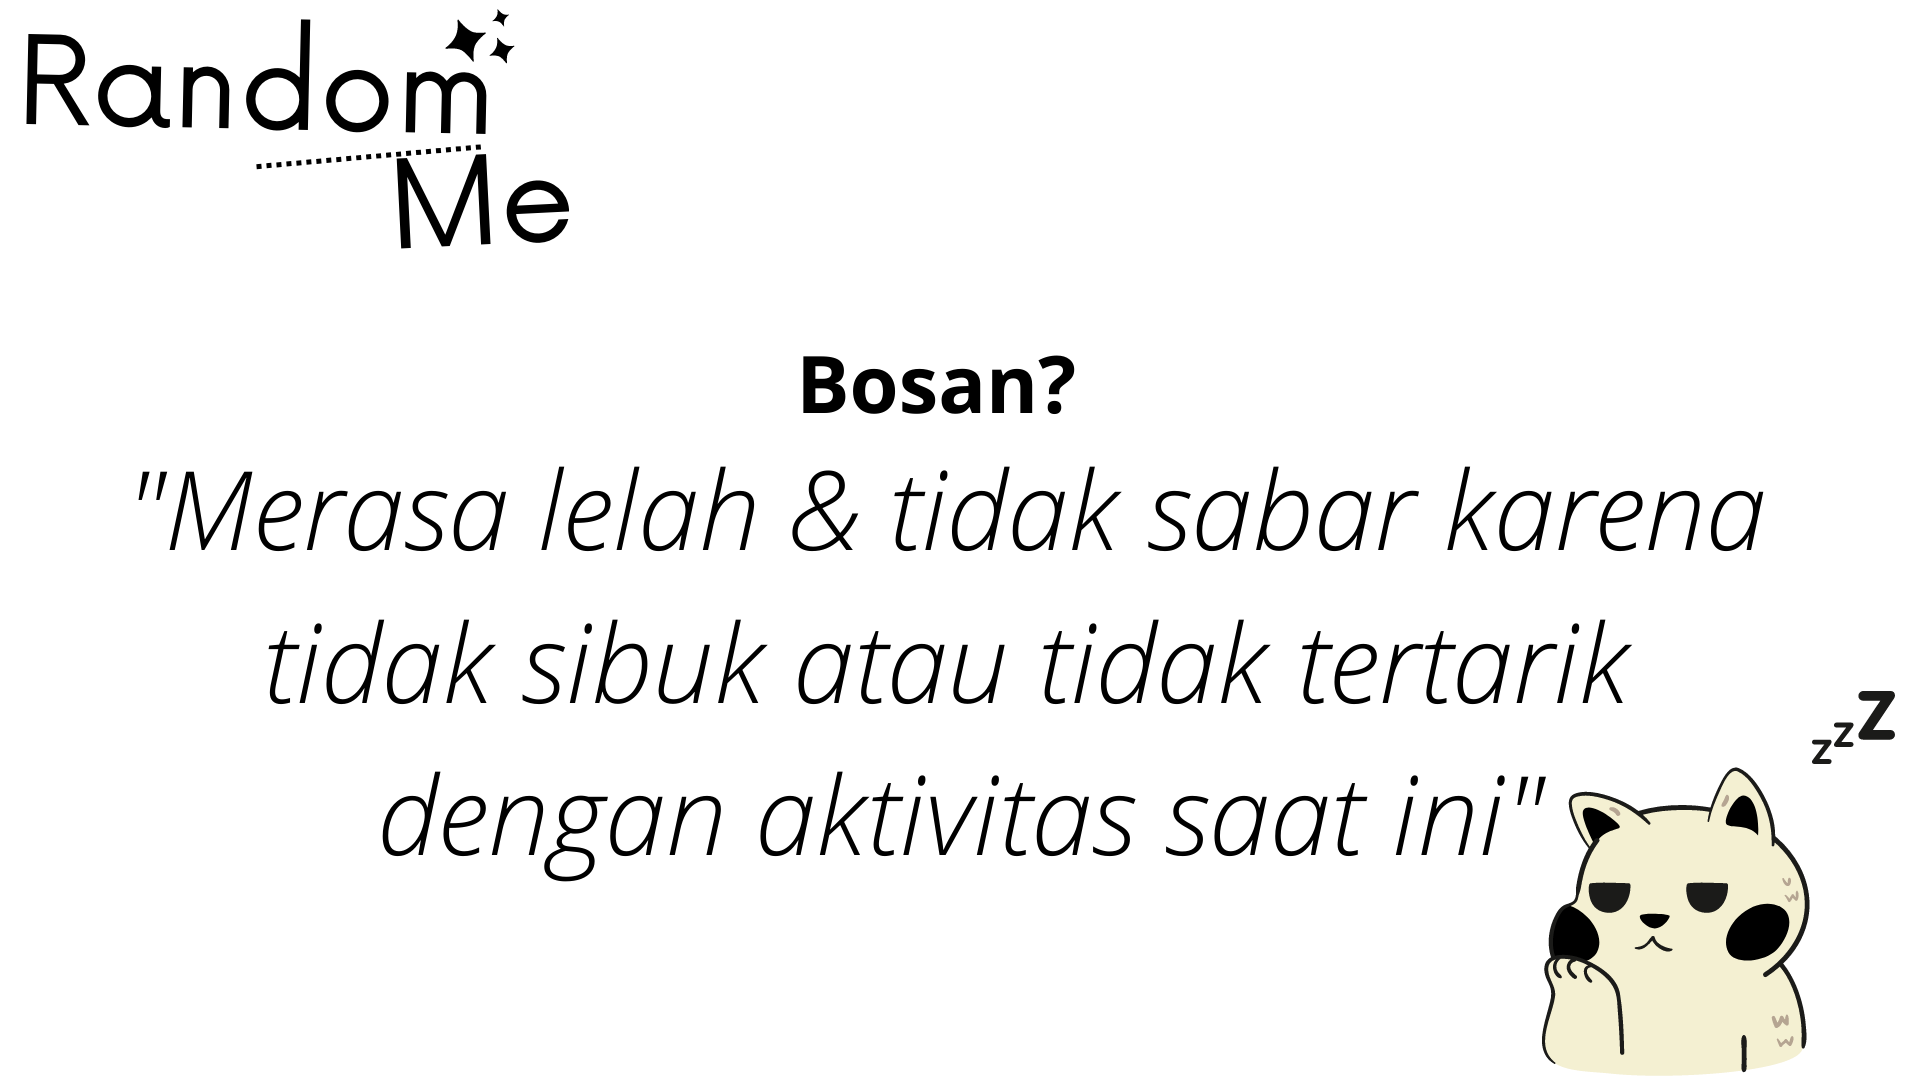 Random
Me
Bosan?
"Merasa lelah & tidak sabar karena
tidak sibuk atau tidak tertarik
dengan aktivitas saat ini"
zzZ